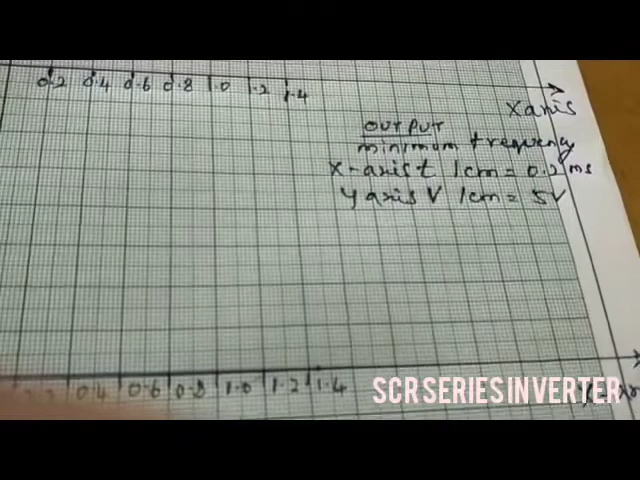 0.2 0.4 0.6 0.8 1.0 1.2 1.4
X axis
OUTPUT
minimum frequency
X-axis t 1cm = 0.2 ms
Y axis V 1cm = 5V
0.4 0.6 0.8 1.0 1.2 1.4
SCR SERIES INVERTER